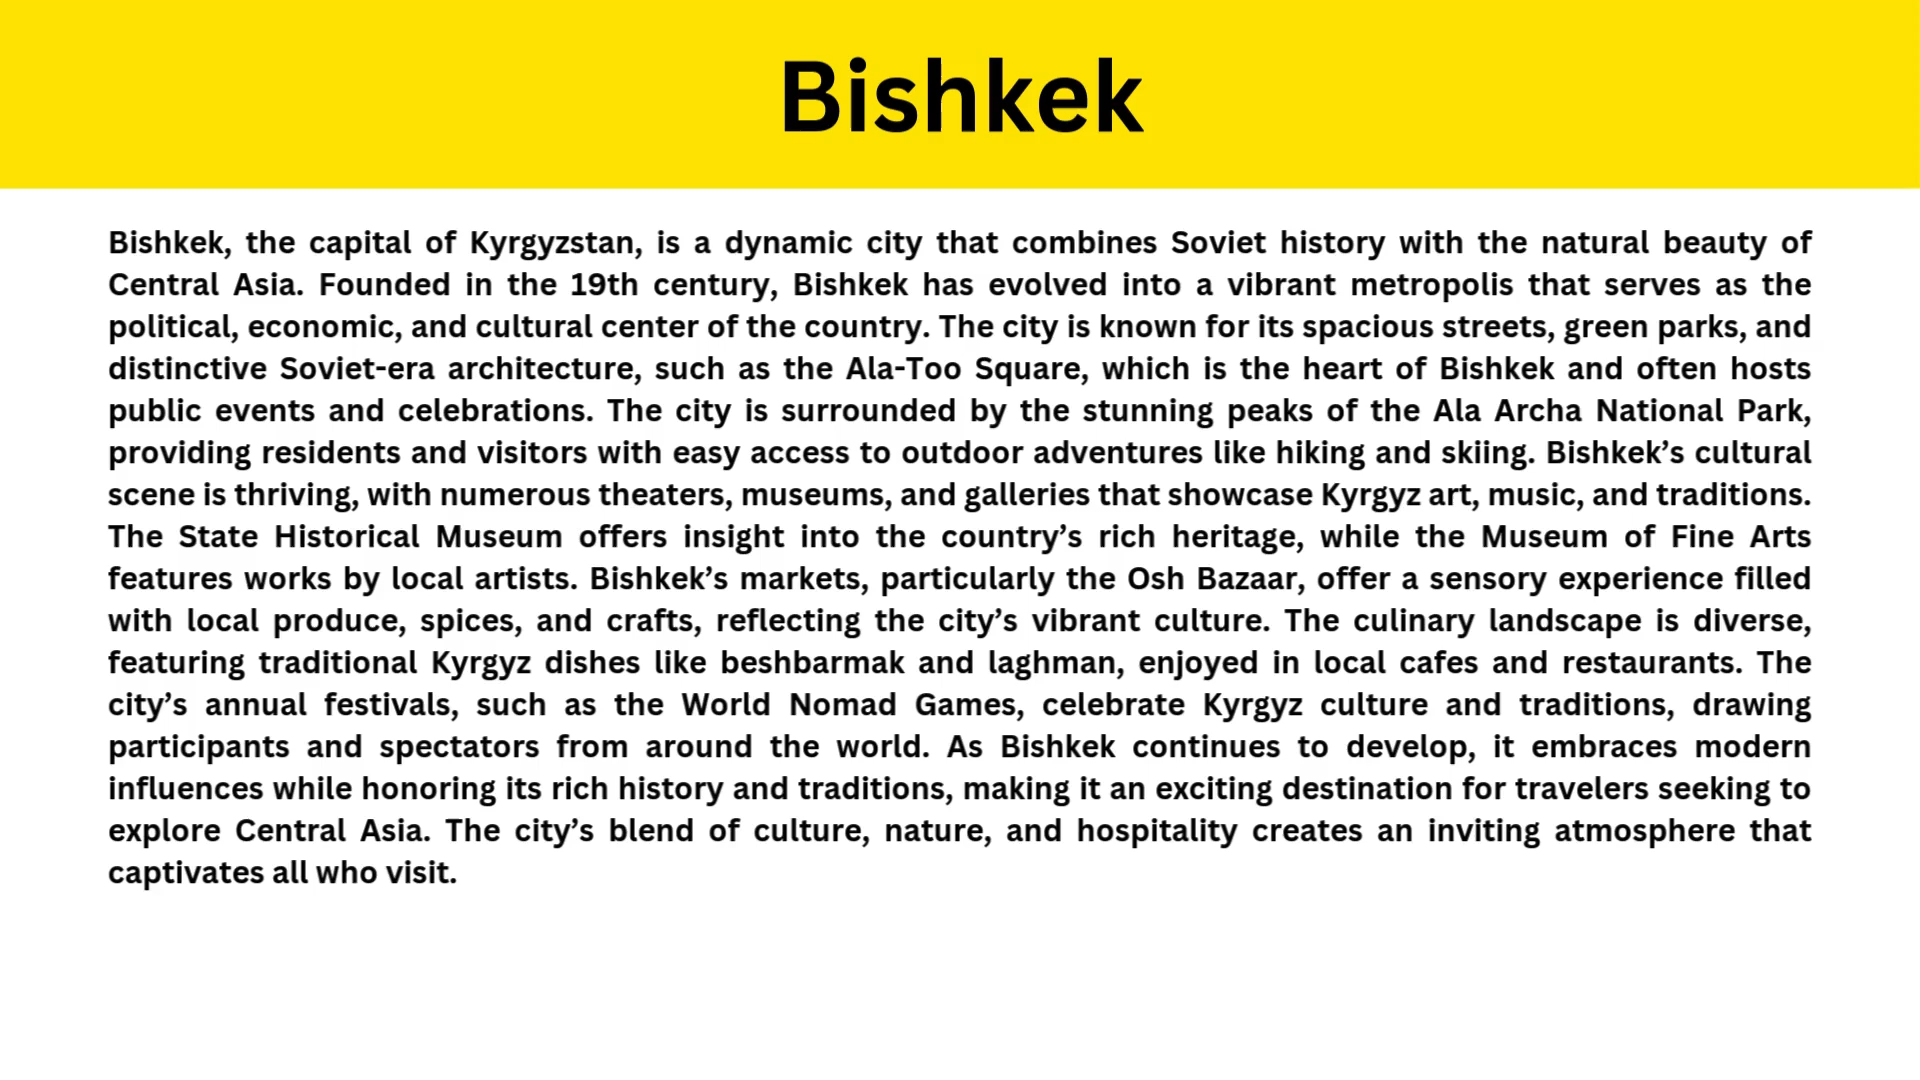 Bishkek
Bishkek, the capital of Kyrgyzstan, is a dynamic city that combines Soviet history with the natural beauty of
Central Asia. Founded in the 19th century, Bishkek has evolved into a vibrant metropolis that serves as the
political, economic, and cultural center of the country. The city is known for its spacious streets, green parks, and
distinctive Soviet-era architecture, such as the Ala-Too Square, which is the heart of Bishkek and often hosts
public events and celebrations. The city is surrounded by the stunning peaks of the Ala Archa National Park,
providing residents and visitors with easy access to outdoor adventures like hiking and skiing. Bishkek’s cultural
scene is thriving, with numerous theaters, museums, and galleries that showcase Kyrgyz art, music, and traditions.
The State Historical Museum offers insight into the country’s rich heritage, while the Museum of Fine Arts
features works by local artists. Bishkek’s markets, particularly the Osh Bazaar, offer a sensory experience filled
with local produce, spices, and crafts, reflecting the city’s vibrant culture. The culinary landscape is diverse,
featuring traditional Kyrgyz dishes like beshbarmak and laghman, enjoyed in local cafes and restaurants. The
city’s annual festivals, such as the World Nomad Games, celebrate Kyrgyz culture and traditions, drawing
participants and spectators from around the world. As Bishkek continues to develop, it embraces modern
influences while honoring its rich history and traditions, making it an exciting destination for travelers seeking to
explore Central Asia. The city’s blend of culture, nature, and hospitality creates an inviting atmosphere that
captivates all who visit.